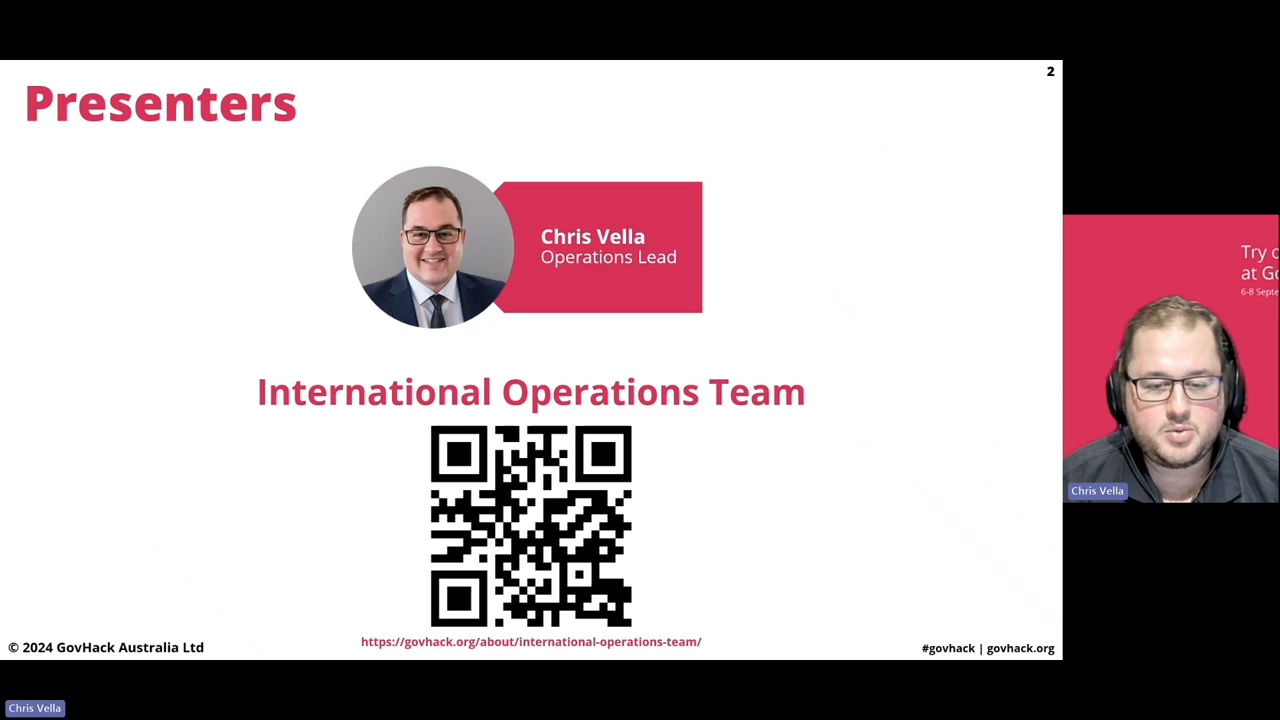 2
Presenters
Chris Vella
Operations Lead
International Operations Team
https://govhack.org/about/international-operations-team/
© 2024 GovHack Australia Ltd
#govhack | govhack.org
Try
at
6-8
Chris Vella
Chris Vella